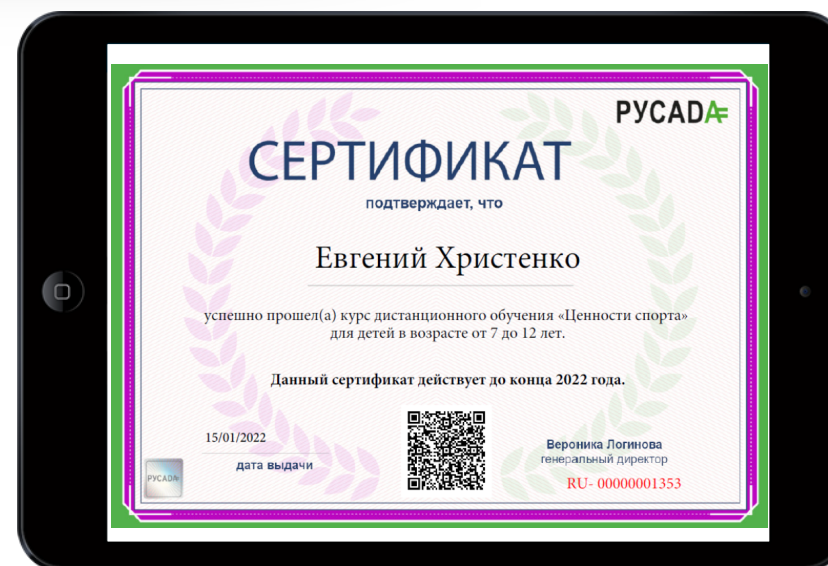 РУСАДА
СЕРТИФИКАТ
подтверждает, что
Евгений Христенко
успешно прошел(а) курс дистанционного обучения «Ценности спорта»
для детей в возрасте от 7 до 12 лет.
Данный сертификат действует до конца 2022 года.
15/01/2022
дата выдачи
Вероника Логинова
генеральный директор
RU- 00000001353
РУСАДА